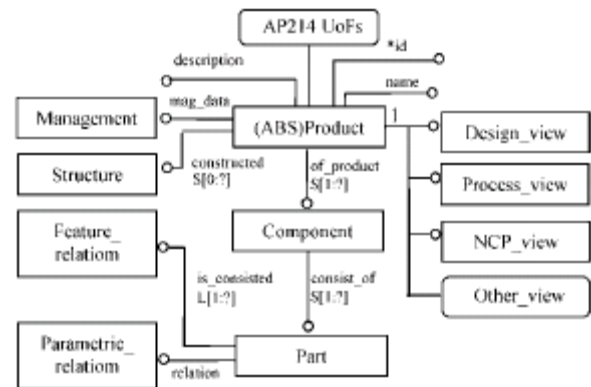 AP214 UoFs
*id
description
name
mag_data
Management
(ABS)Product
1
Design_view
constructed
S[0:?]
of_product
S[1:?]
Structure
Process_view
Feature_
relatiom
Component
NCP_view
is_consisted
L[1:?]
consist_of
S[1:?]
Other_view
Parametric_
relatiom
Part
relation